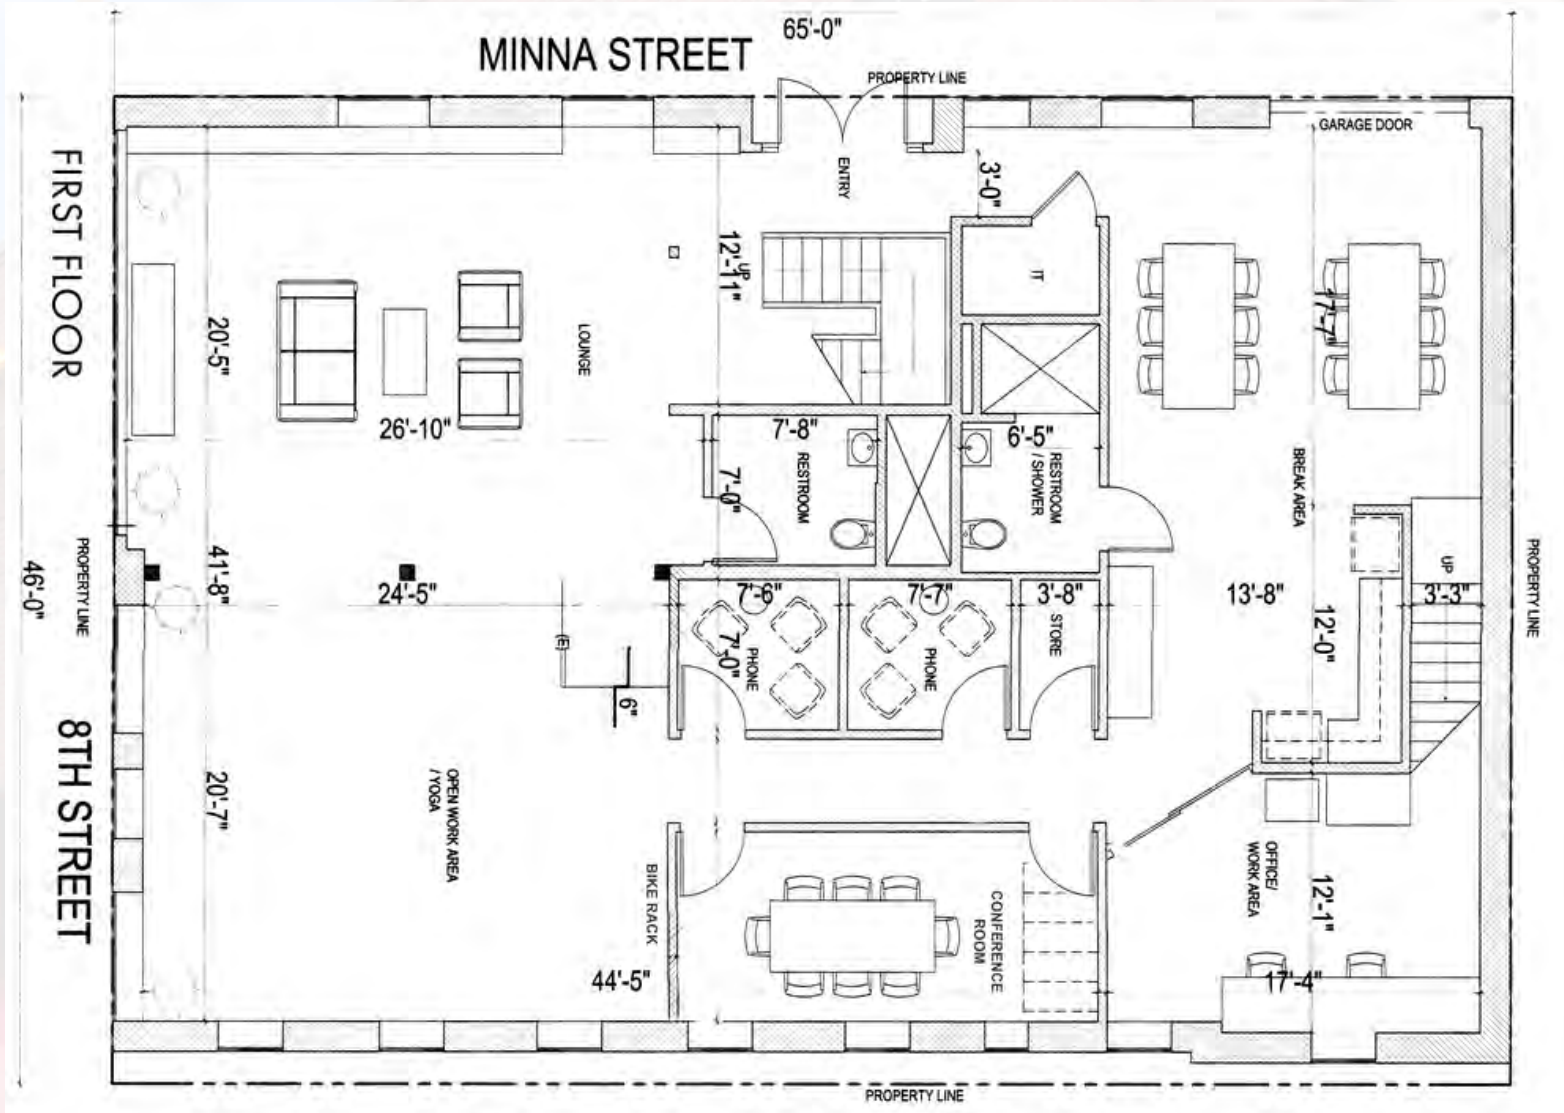 65'-0"
MINNA STREET
PROPERTY LINE
GARAGE DOOR
FIRST FLOOR
ENTRY
3'-0"
12'-11"
UP
IT
20'-5"
LOUNGE
17'-7"
26'-10"
7'-8"
6'-5"
RESTROOM
7'-0"
RESTROOM
/ SHOWER
BREAK AREA
PROPERTY LINE
46'-0"
41'-8"
24'-5"
7'-6"
7'-7"
3'-8"
13'-8"
UP
3'-3"
PROPERTY LINE
STORE
12'-0"
7'-0"
PHONE
PHONE
E
6"
8TH STREET
20'-7"
OPEN WORK AREA
/ YOGA
BIKE RACK
CONFERENCE
ROOM
OFFICE/
WORK AREA
12'-1"
44'-5"
17'-4"
PROPERTY LINE